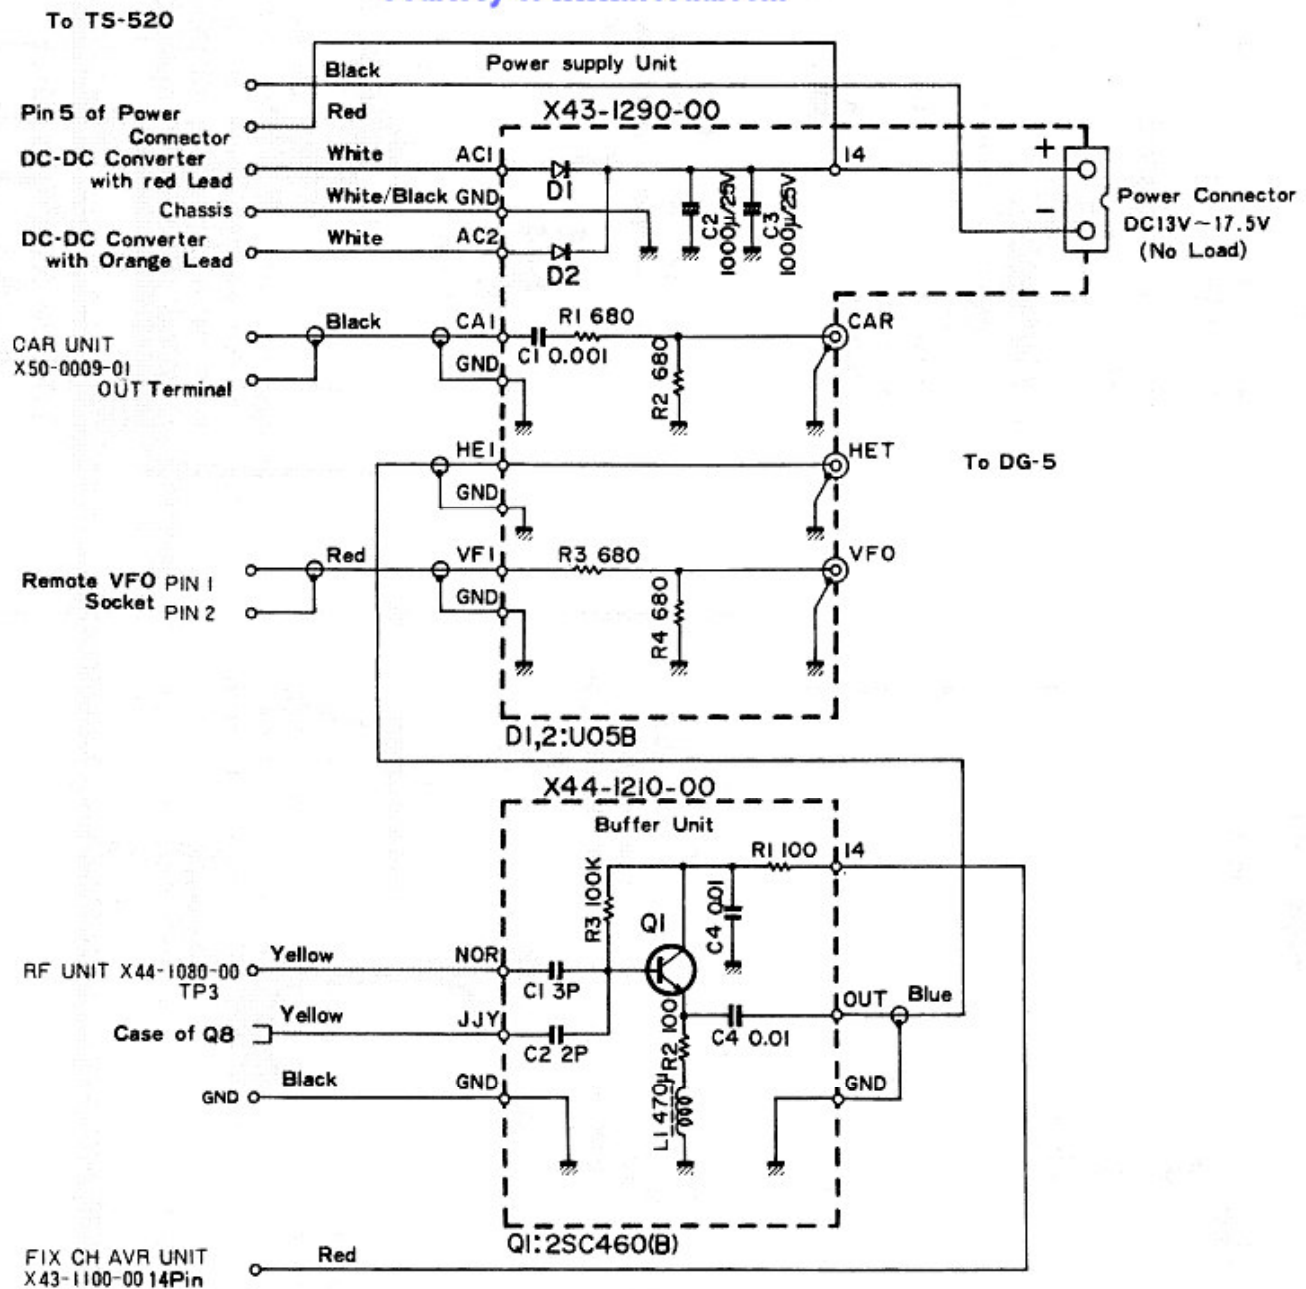 To TS-520
Power supply Unit
Black
Pin 5 of Power
Connector
Red
X43-1290-00
DC-DC Converter
with red Lead
White
AC1
D1
14
+
Chassis
White/Black
GND
C2
1000μ/25V
C3
1000μ/25V
−
Power Connector
DC13V~17.5V
(No Load)
DC-DC Converter
with Orange Lead
White
AC2
D2
CAR UNIT
X50-0009-01
OUT Terminal
Black
CA1
GND
C1 0.001
R1 680
R2 680
CAR
HE1
GND
HET
To DG-5
Remote VFO PIN 1
Socket PIN 2
Red
VF1
GND
R3 680
R4 680
VFO
D1,2:U05B
X44-1210-00
Buffer Unit
R1 100
14
R3 100K
Q1
C4 0.01
RF UNIT X44-1080-00
TP3
Yellow
NOR
C1 3P
Case of Q8
Yellow
JJY
C2 2P
R2 100
C4 0.01
OUT
Blue
GND
Black
GND
L1 470μ
GND
Q1:2SC460(B)
FIX CH AVR UNIT
X43-1100-00 14Pin
Red